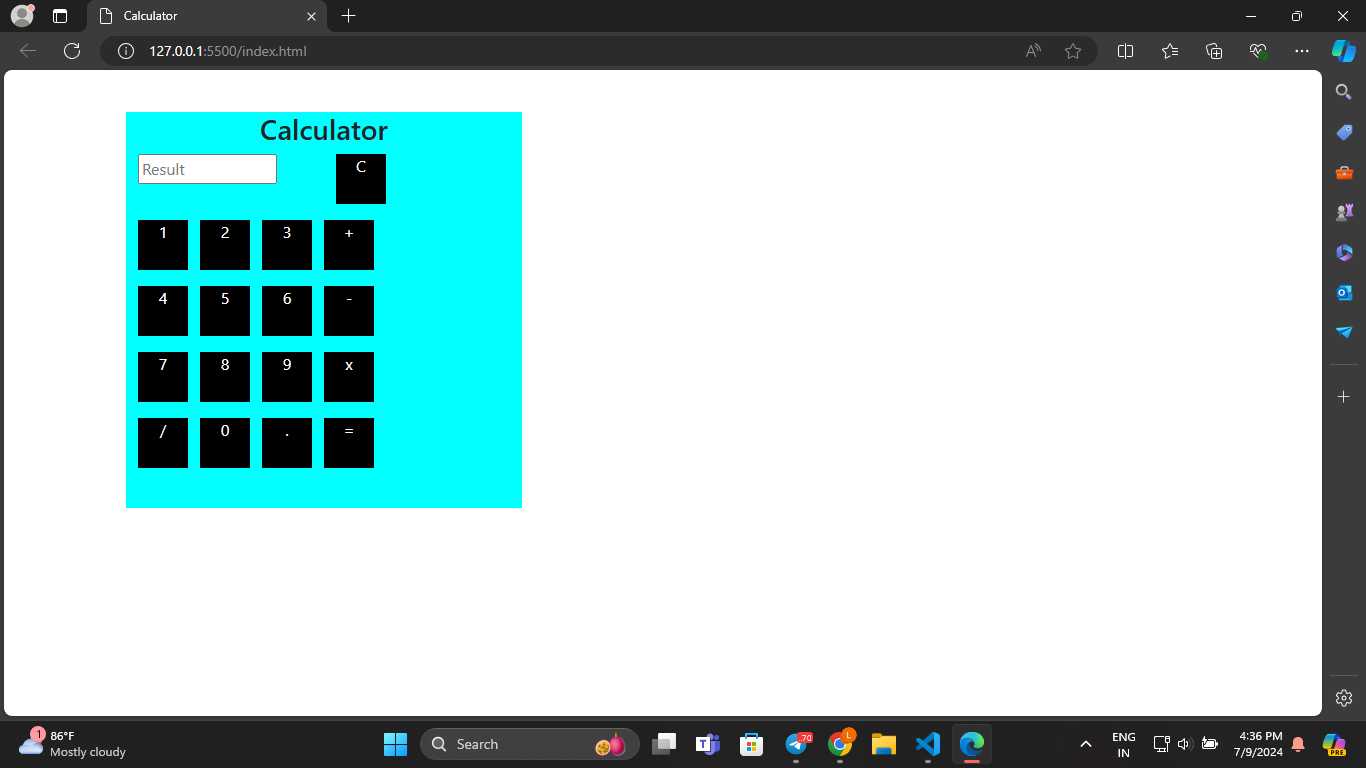 Calculator
127.0.0.1:5500/index.html
Calculator
Result
C
1 2 3 +
4 5 6 -
7 8 9 x
/ 0 . =
1
86°F
Mostly cloudy
Search
70
L
ENG
IN
4:36 PM
7/9/2024
PRE